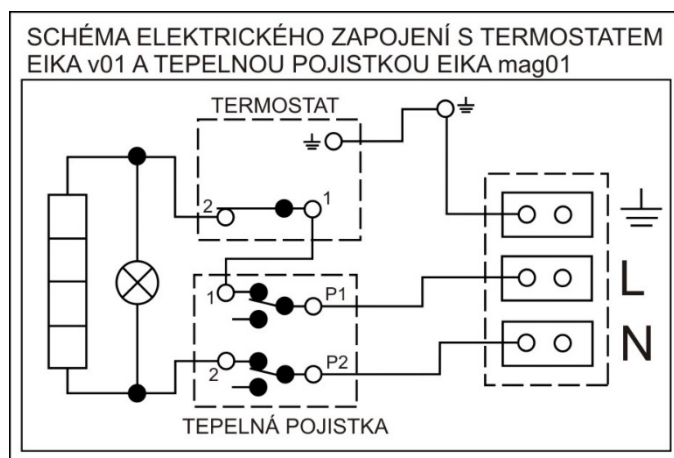 SCHÉMA ELEKTRICKÉHO ZAPOJENÍ S TERMOSTATEM
EIKA v01 A TEPELNOU POJISTKOU EIKA mag01
TERMOSTAT
2
1
1
P1
L
2
P2
N
TEPELNÁ POJISTKA